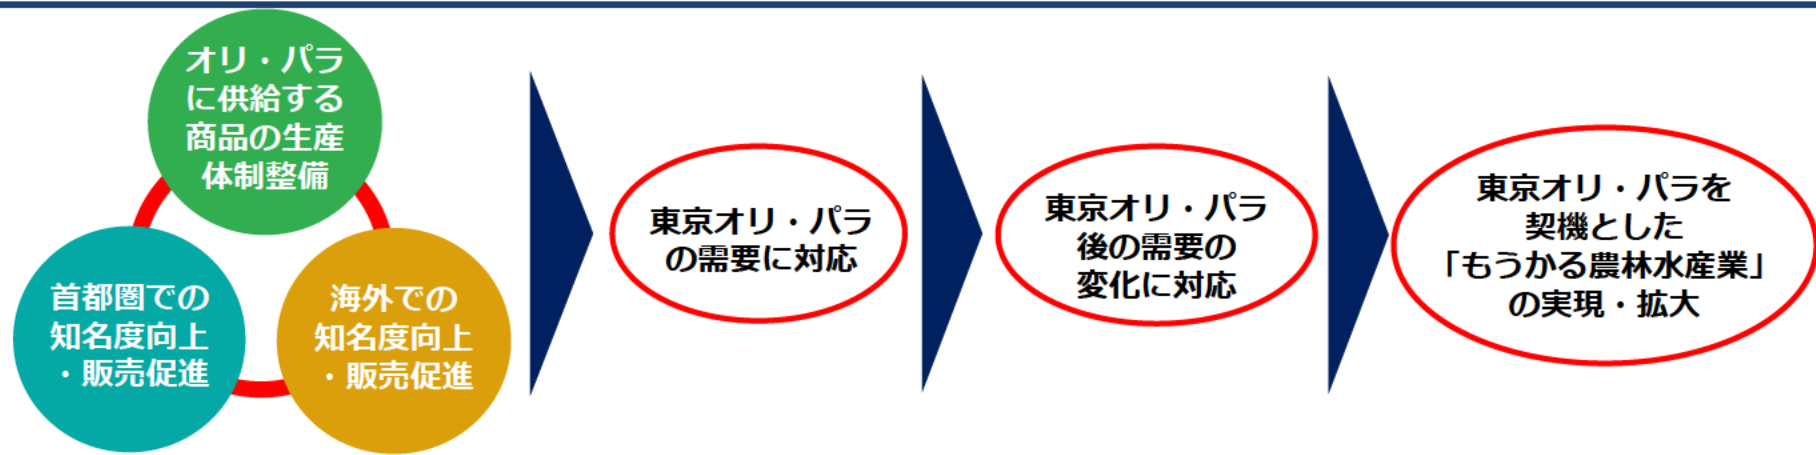 オリ・パラ
に供給する
商品の生産
体制整備
首都圏での
知名度向上
・販売促進
海外での
知名度向上
・販売促進
東京オリ・パラ
の需要に対応
東京オリ・パラ
後の需要の
変化に対応
東京オリ・パラを
契機とした
「もうかる農林水産業」
の実現・拡大